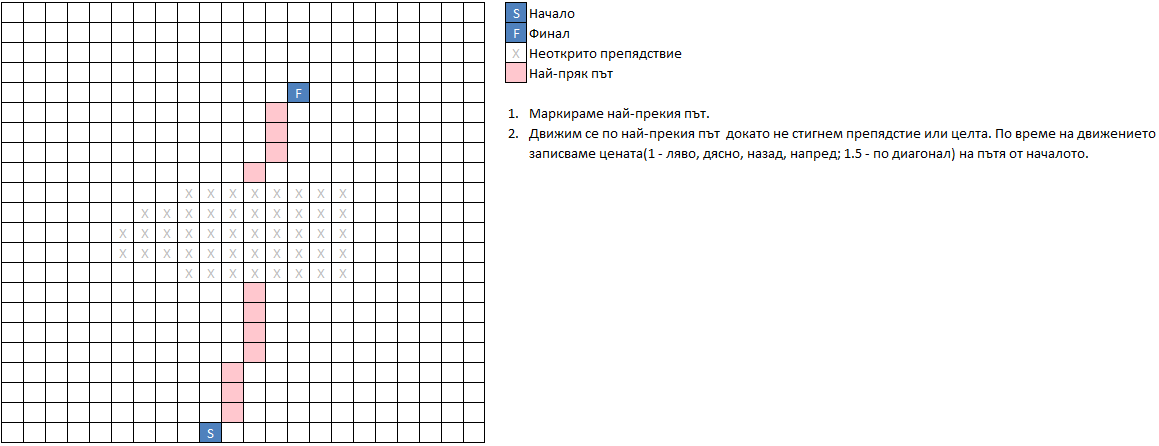 F
X X X X X X X X
X X X X X X X X X X
X X X X X X X X X X X
X X X X X X X X X X X
X X X X X X X X
S
S Начало
F Финал
X Неоткрито препядствие
Най-пряк път
1. Маркираме най-прекия път.
2. Движим се по най-прекия път докато не стигнем препядстие или целта. По време на движението
записваме цената(1 - ляво, дясно, назад, напред; 1.5 - по диагонал) на пътя от началото.